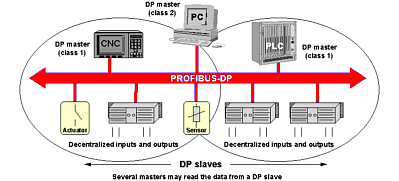 DP master
(class 2)
DP master
(class 1)
CNC
PC
PLC
DP master
(class 1)
PROFIBUS-DP
Actuator
Sensor
Decentralized inputs and outputs
Decentralized inputs and outputs
DP slaves
Several masters may read the data from a DP slave